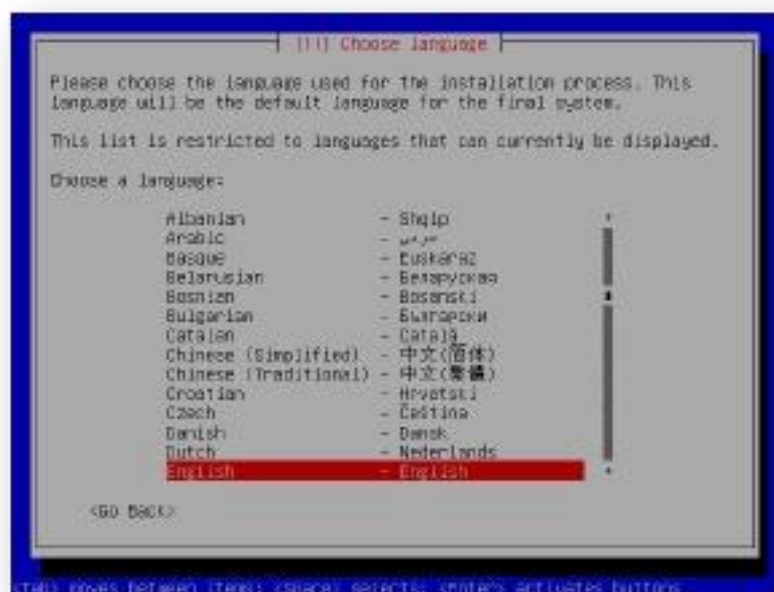 [!!] Choose language
Please choose the language used for the installation process. This
language will be the default language for the final system.
This list is restricted to languages that can currently be displayed.
Choose a language:
Albanian - Shqip
Arabic - عربي
Basque - Euskaraz
Belarusian - Беларуская
Bosnian - Bosanski
Bulgarian - Български
Catalan - Català
Chinese (Simplified) - 中文(简体)
Chinese (Traditional) - 中文(繁體)
Croatian - Hrvatski
Czech - Čeština
Danish - Dansk
Dutch - Nederlands
English - English
<Go Back>
<Tab> moves between items; <Space> selects; <Enter> activates buttons